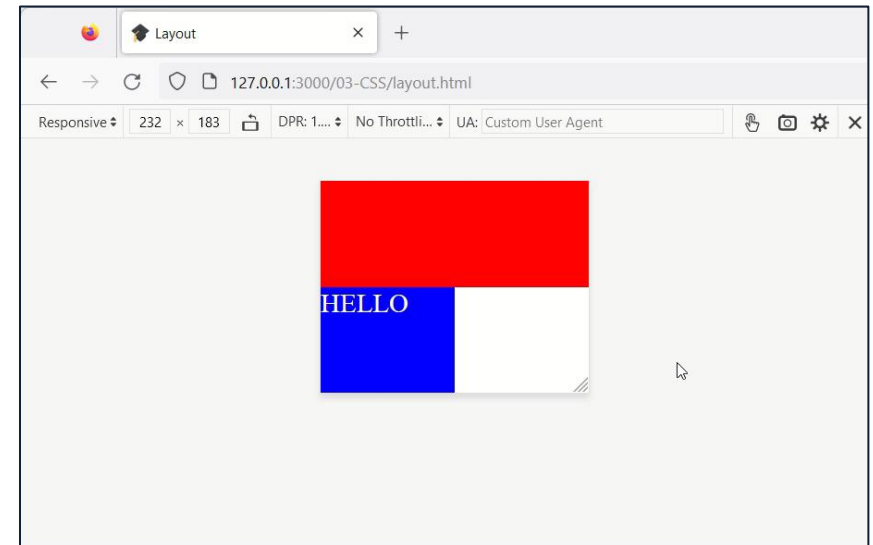 Layout
127.0.0.1:3000/03-CSS/layout.html
Responsive 232 × 183 DPR: 1.... No Throttli... UA: Custom User Agent
HELLO